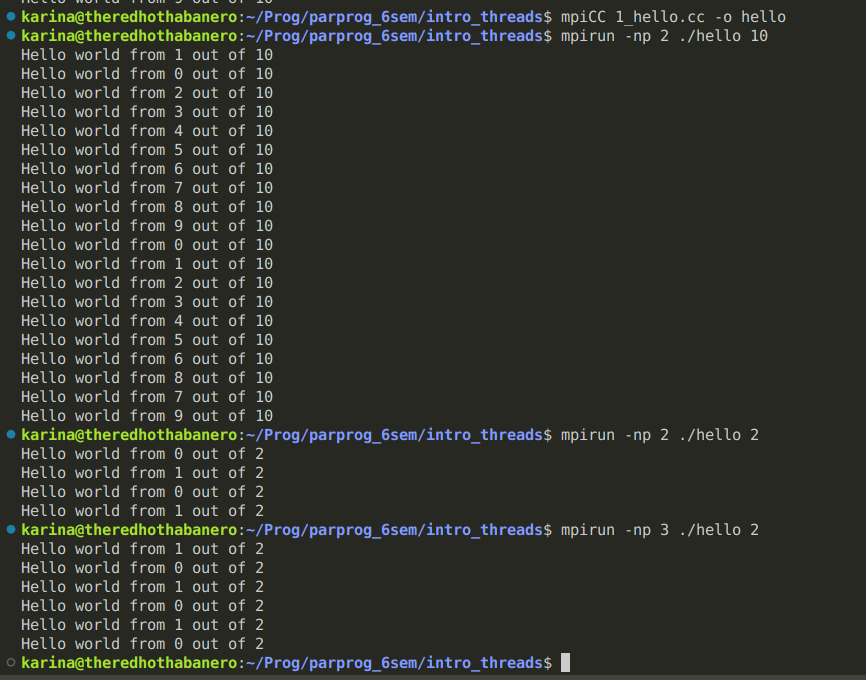 Hello world from 9 out of 10
karina@theredhothabanero:~/Prog/parprog_6sem/intro_threads$ mpiCC 1_hello.cc -o hello
karina@theredhothabanero:~/Prog/parprog_6sem/intro_threads$ mpirun -np 2 ./hello 10
Hello world from 1 out of 10
Hello world from 0 out of 10
Hello world from 2 out of 10
Hello world from 3 out of 10
Hello world from 4 out of 10
Hello world from 5 out of 10
Hello world from 6 out of 10
Hello world from 7 out of 10
Hello world from 8 out of 10
Hello world from 9 out of 10
Hello world from 0 out of 10
Hello world from 1 out of 10
Hello world from 2 out of 10
Hello world from 3 out of 10
Hello world from 4 out of 10
Hello world from 5 out of 10
Hello world from 6 out of 10
Hello world from 8 out of 10
Hello world from 7 out of 10
Hello world from 9 out of 10
karina@theredhothabanero:~/Prog/parprog_6sem/intro_threads$ mpirun -np 2 ./hello 2
Hello world from 0 out of 2
Hello world from 1 out of 2
Hello world from 0 out of 2
Hello world from 1 out of 2
karina@theredhothabanero:~/Prog/parprog_6sem/intro_threads$ mpirun -np 3 ./hello 2
Hello world from 1 out of 2
Hello world from 0 out of 2
Hello world from 1 out of 2
Hello world from 0 out of 2
Hello world from 1 out of 2
Hello world from 0 out of 2
karina@theredhothabanero:~/Prog/parprog_6sem/intro_threads$